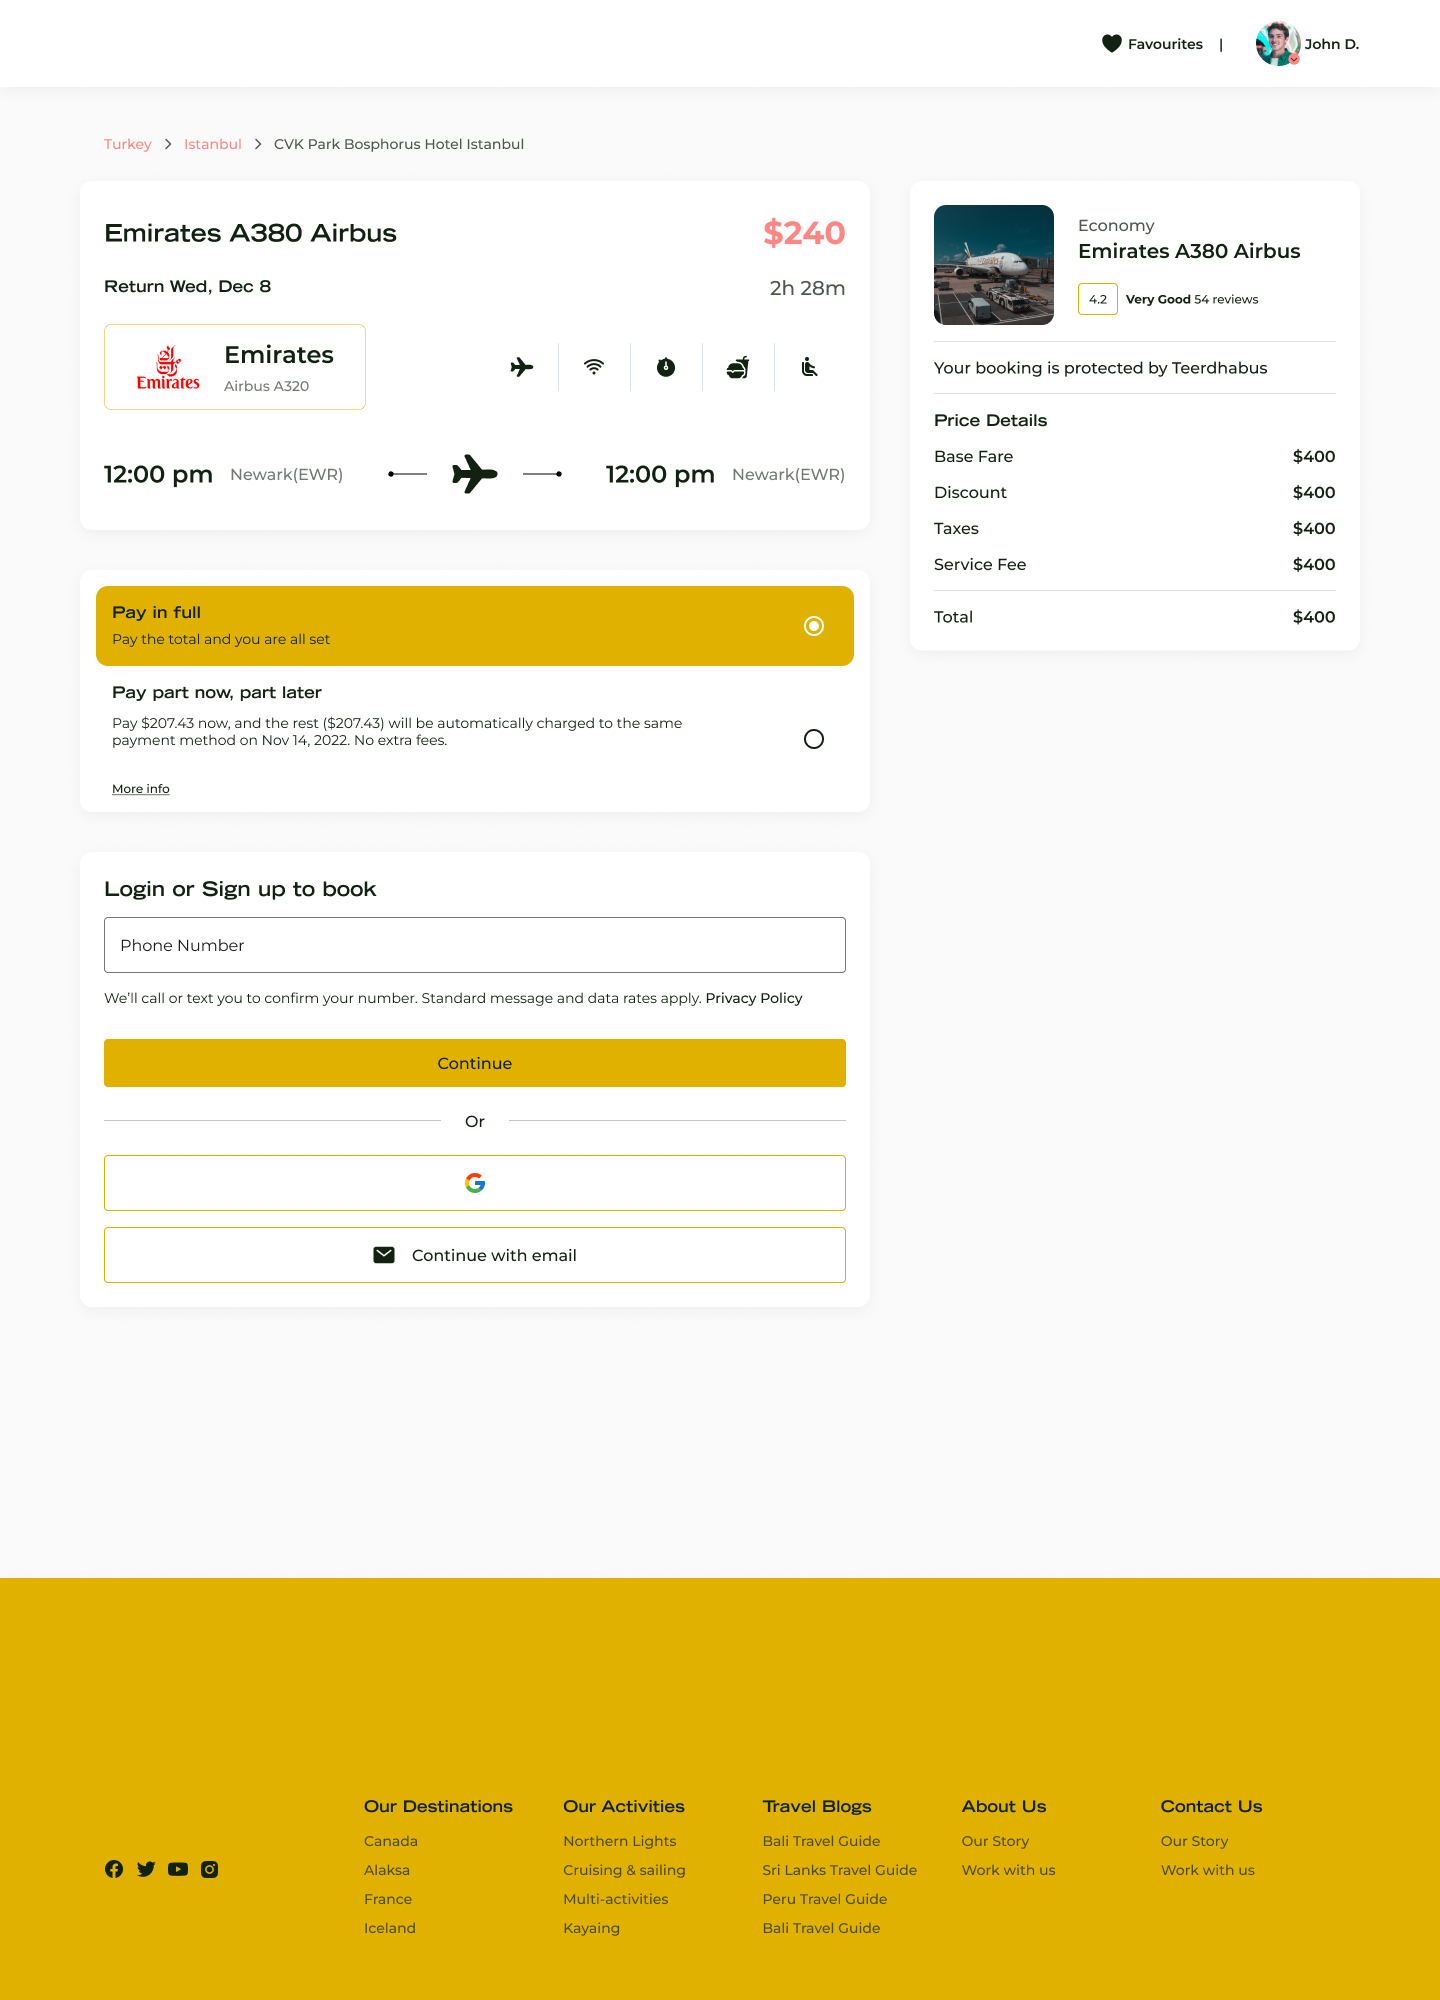 Favourites |
John D.
Turkey > Istanbul > CVK Park Bosphorus Hotel Istanbul
Emirates A380 Airbus
$240
Return Wed, Dec 8
2h 28m
Emirates
Emirates
Airbus A320
12:00 pm Newark(EWR)
12:00 pm Newark(EWR)
Economy
Emirates A380 Airbus
4.2 Very Good 54 reviews
Your booking is protected by Teerdhabus
Price Details
Base Fare $400
Discount $400
Taxes $400
Service Fee $400
Total $400
Pay in full
Pay the total and you are all set
Pay part now, part later
Pay $207.43 now, and the rest ($207.43) will be automatically charged to the same
payment method on Nov 14, 2022. No extra fees.
More info
Login or Sign up to book
Phone Number
We’ll call or text you to confirm your number. Standard message and data rates apply. Privacy Policy
Continue
Or
Continue with email
Our Destinations
Canada
Alaksa
France
Iceland
Our Activities
Northern Lights
Cruising & sailing
Multi-activities
Kayaing
Travel Blogs
Bali Travel Guide
Sri Lanks Travel Guide
Peru Travel Guide
Bali Travel Guide
About Us
Our Story
Work with us
Contact Us
Our Story
Work with us